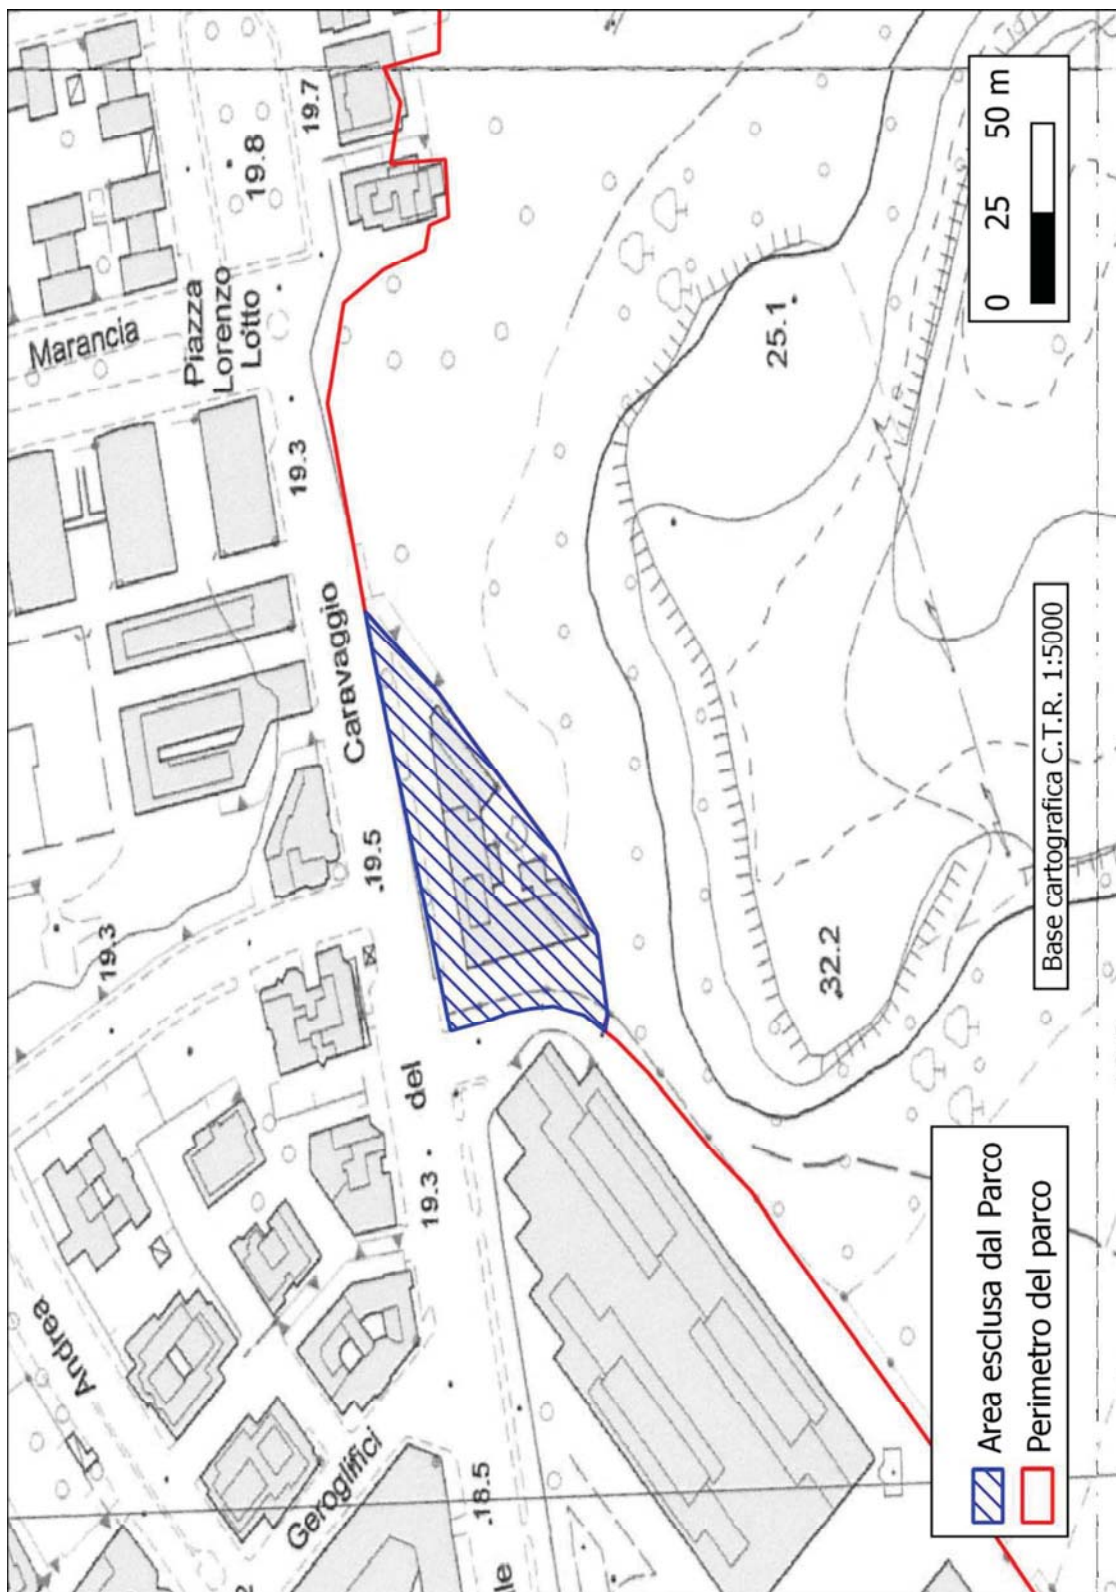 Marancia
Piazza
Lorenzo
Lotto
19.8
19.7
19.3
Caravaggio
19.5
19.3
del
19.3
Andrea
Geroglifici
18.5
le
2
25.1
32.2
0 25 50 m
Base cartografica C.T.R. 1:5000
Area esclusa dal Parco
Perimetro del parco